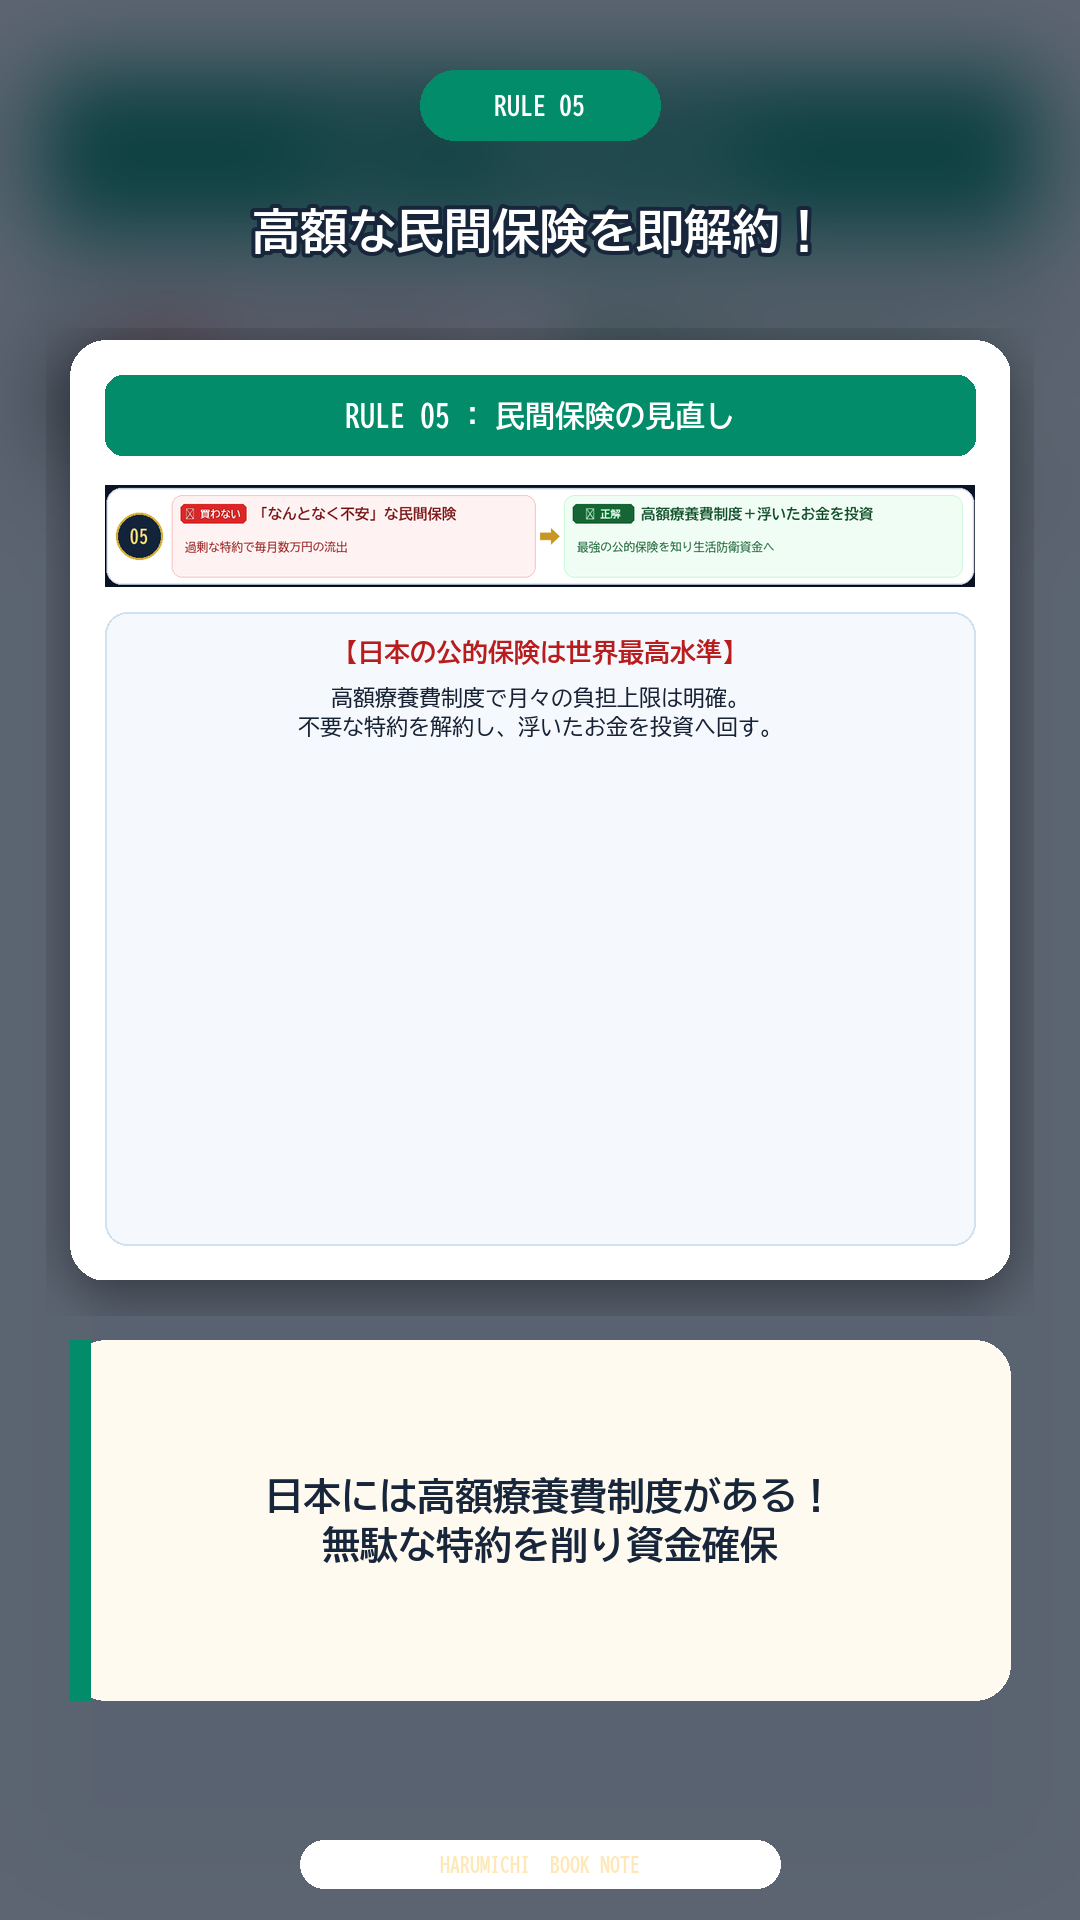 RULE 05
高額な民間保険を即解約！
RULE 05 : 民間保険の見直し
05
買わない 「なんとなく不安」な民間保険
過剰な特約で毎月数万円の流出
正解 高額療養費制度＋浮いたお金を投資
最強の公的保険を知り生活防衛資金へ
【日本の公的保険は世界最高水準】
高額療養費制度で月々の負担上限は明確。
不要な特約を解約し、浮いたお金を投資へ回す。
日本には高額療養費制度がある！
無駄な特約を削り資金確保
HARUMICHI BOOK NOTE